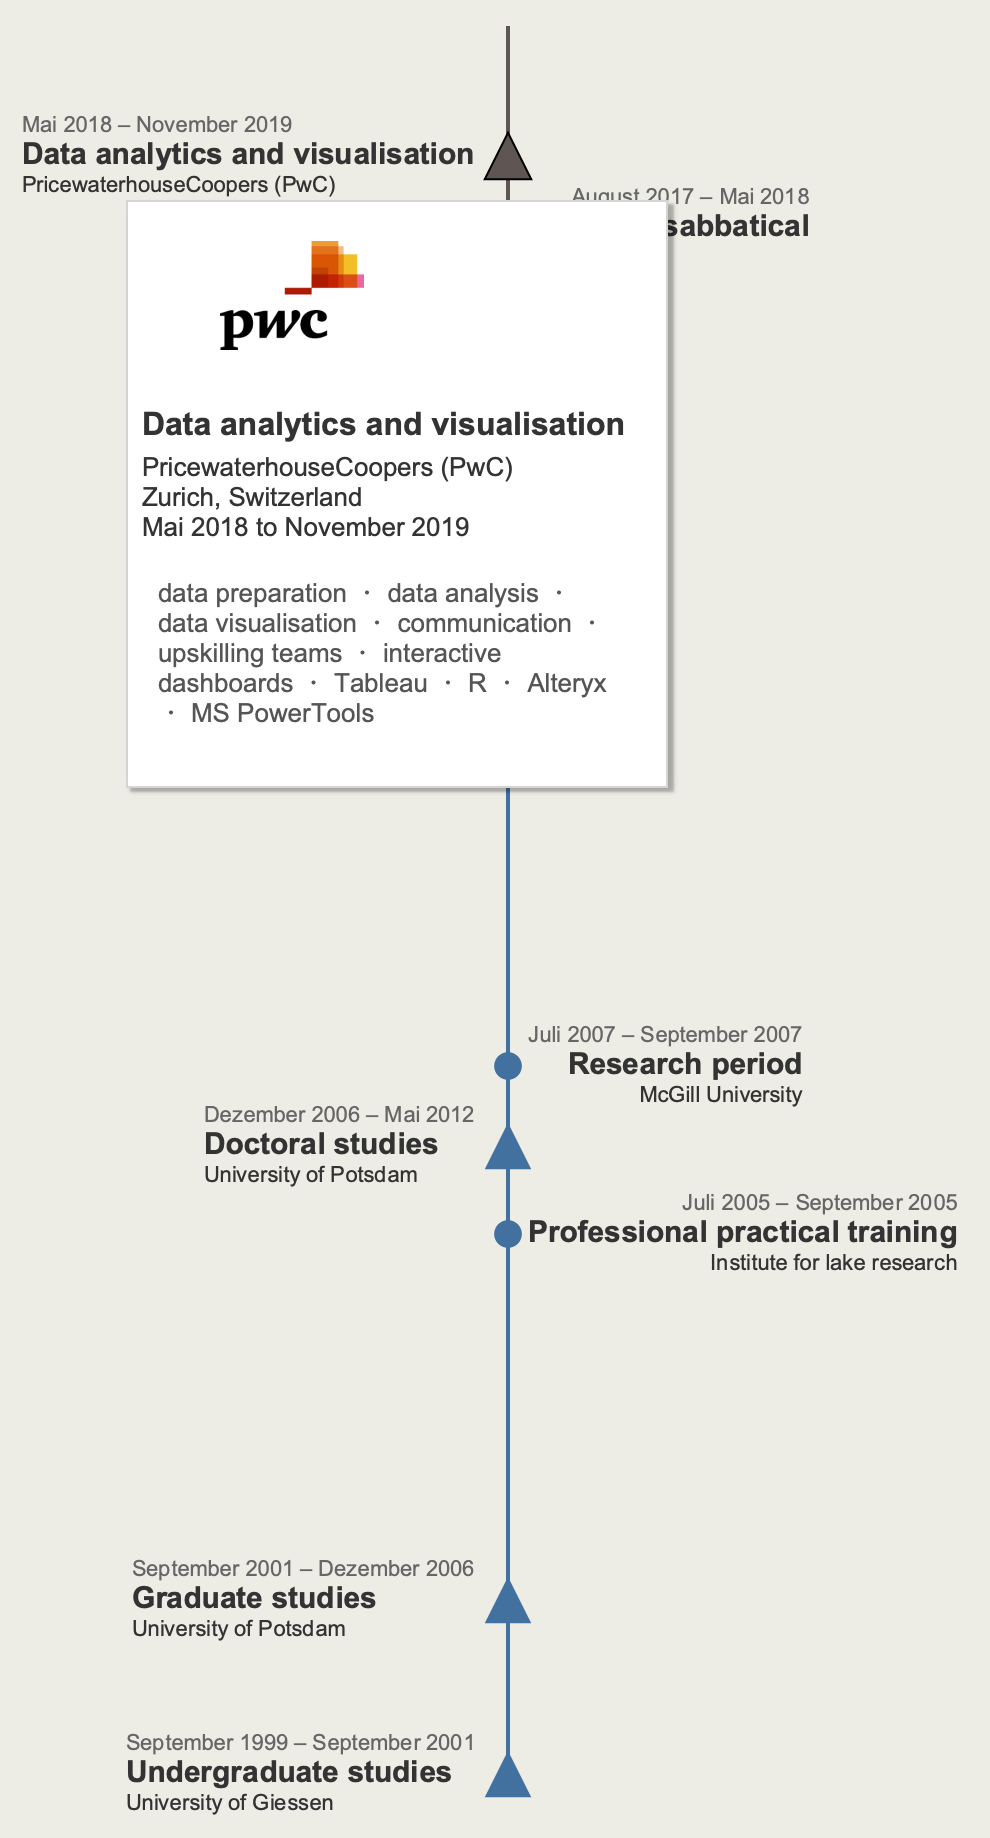 Mai 2018 – November 2019
Data analytics and visualisation
PricewaterhouseCoopers (PwC)
August 2017 – Mai 2018
sabbatical
pwc
Data analytics and visualisation
PricewaterhouseCoopers (PwC)
Zurich, Switzerland
Mai 2018 to November 2019
data preparation · data analysis ·
data visualisation · communication ·
upskilling teams · interactive
dashboards · Tableau · R · Alteryx
· MS PowerTools
Juli 2007 – September 2007
Research period
McGill University
Dezember 2006 – Mai 2012
Doctoral studies
University of Potsdam
Juli 2005 – September 2005
Professional practical training
Institute for lake research
September 2001 – Dezember 2006
Graduate studies
University of Potsdam
September 1999 – September 2001
Undergraduate studies
University of Giessen